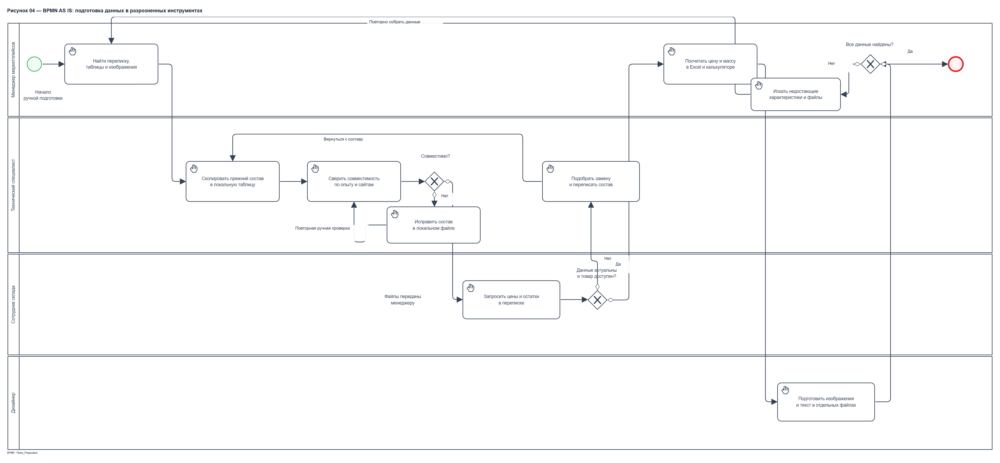 Рисунок 04 — BPMN AS IS: подготовка данных в разрозненных инструментах
Повторно собрать данные
Менеджер маркетплейсов
Найти переписку,
таблицы и изображения
Начало
ручной подготовки
Посчитать цену и массу
в Excel и калькуляторе
Искать недостающие
характеристики и файлы
Все данные найдены?
Нет
Да
Технический специалист
Вернуться к составу
Скопировать прежний состав
в локальную таблицу
Сверить совместимость
по опыту и сайтам
Совместимо?
Нет
Исправить состав
в локальном файле
Повторная ручная проверка
Подобрать замену
и переписать состав
Сотрудник склада
Нет
Да
Данные актуальны
и товар доступен?
Файлы переданы
менеджеру
Запросить цены и остатки
в переписке
Дизайнер
Подготовить изображения
и текст в отдельных файлах
BPMN · Plane_Preparation